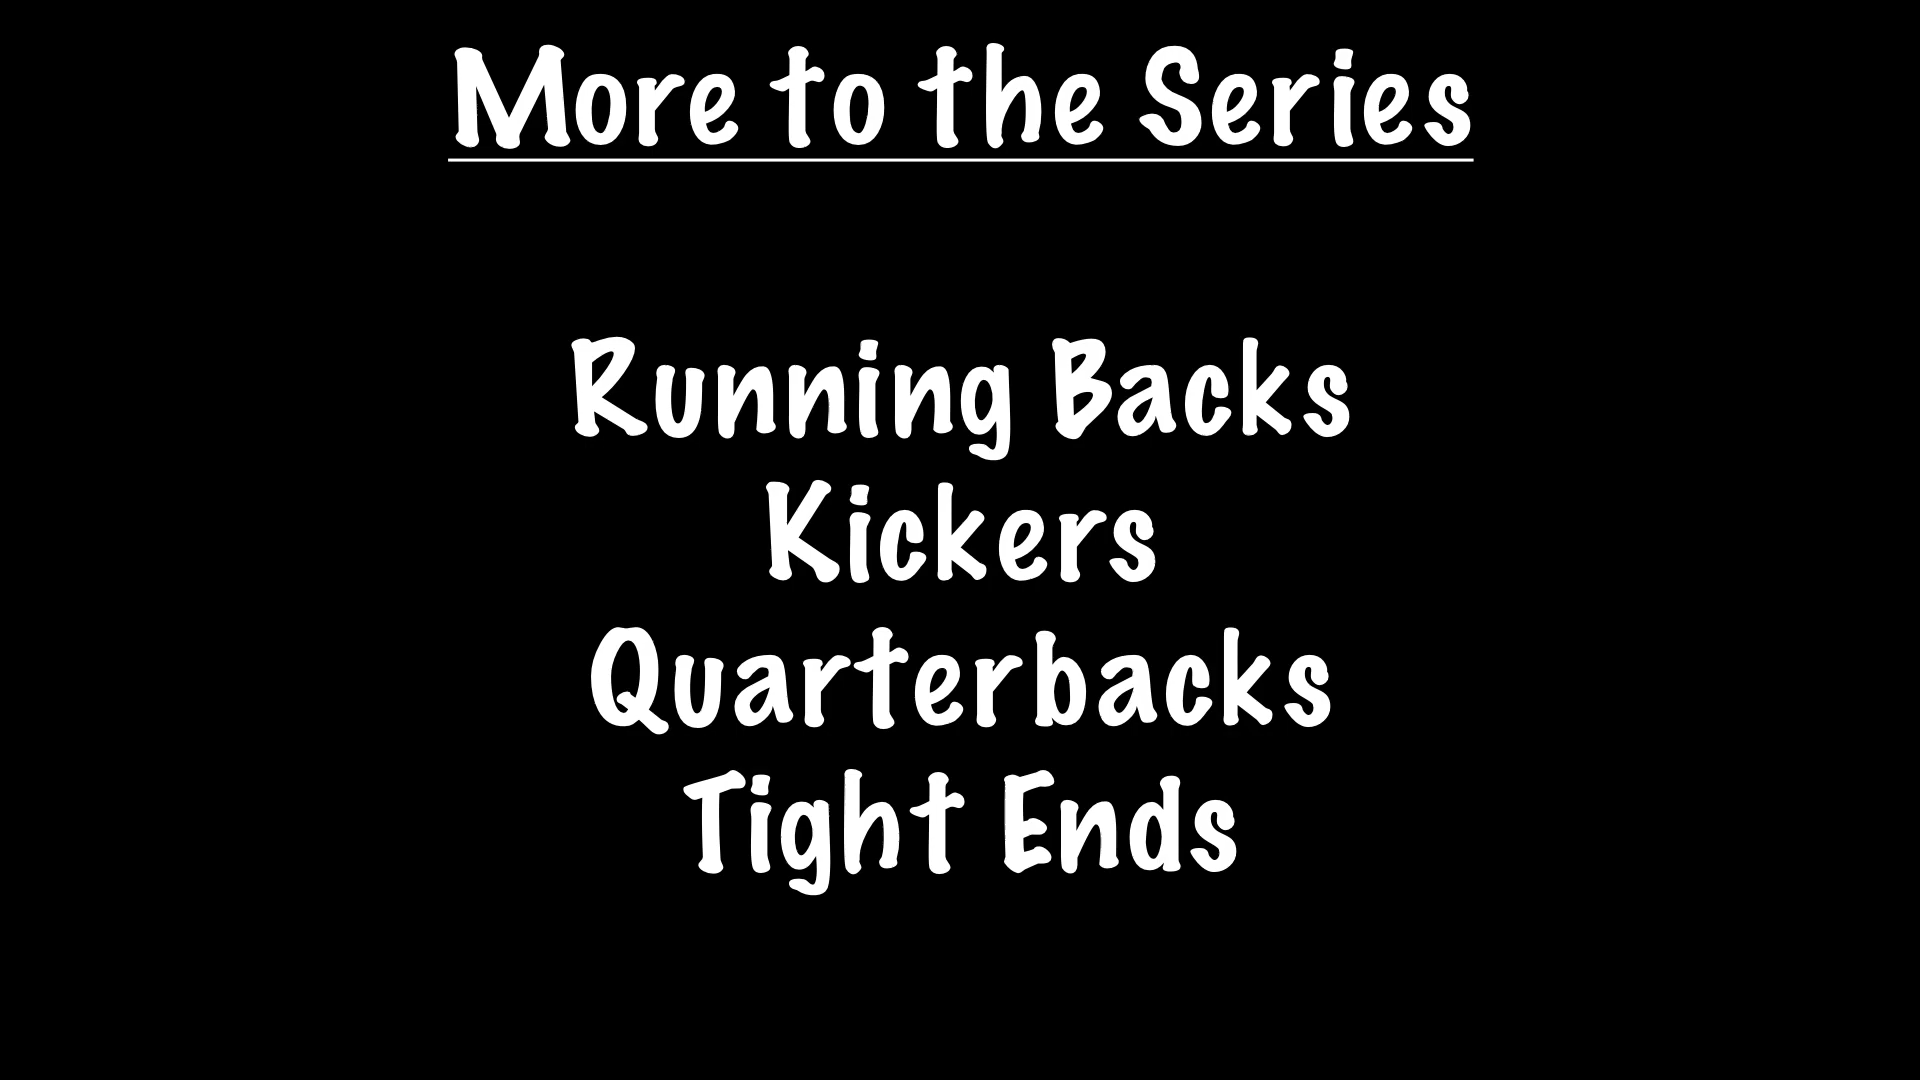 More to the Series
Running Backs
Kickers
Quarterbacks
Tight Ends